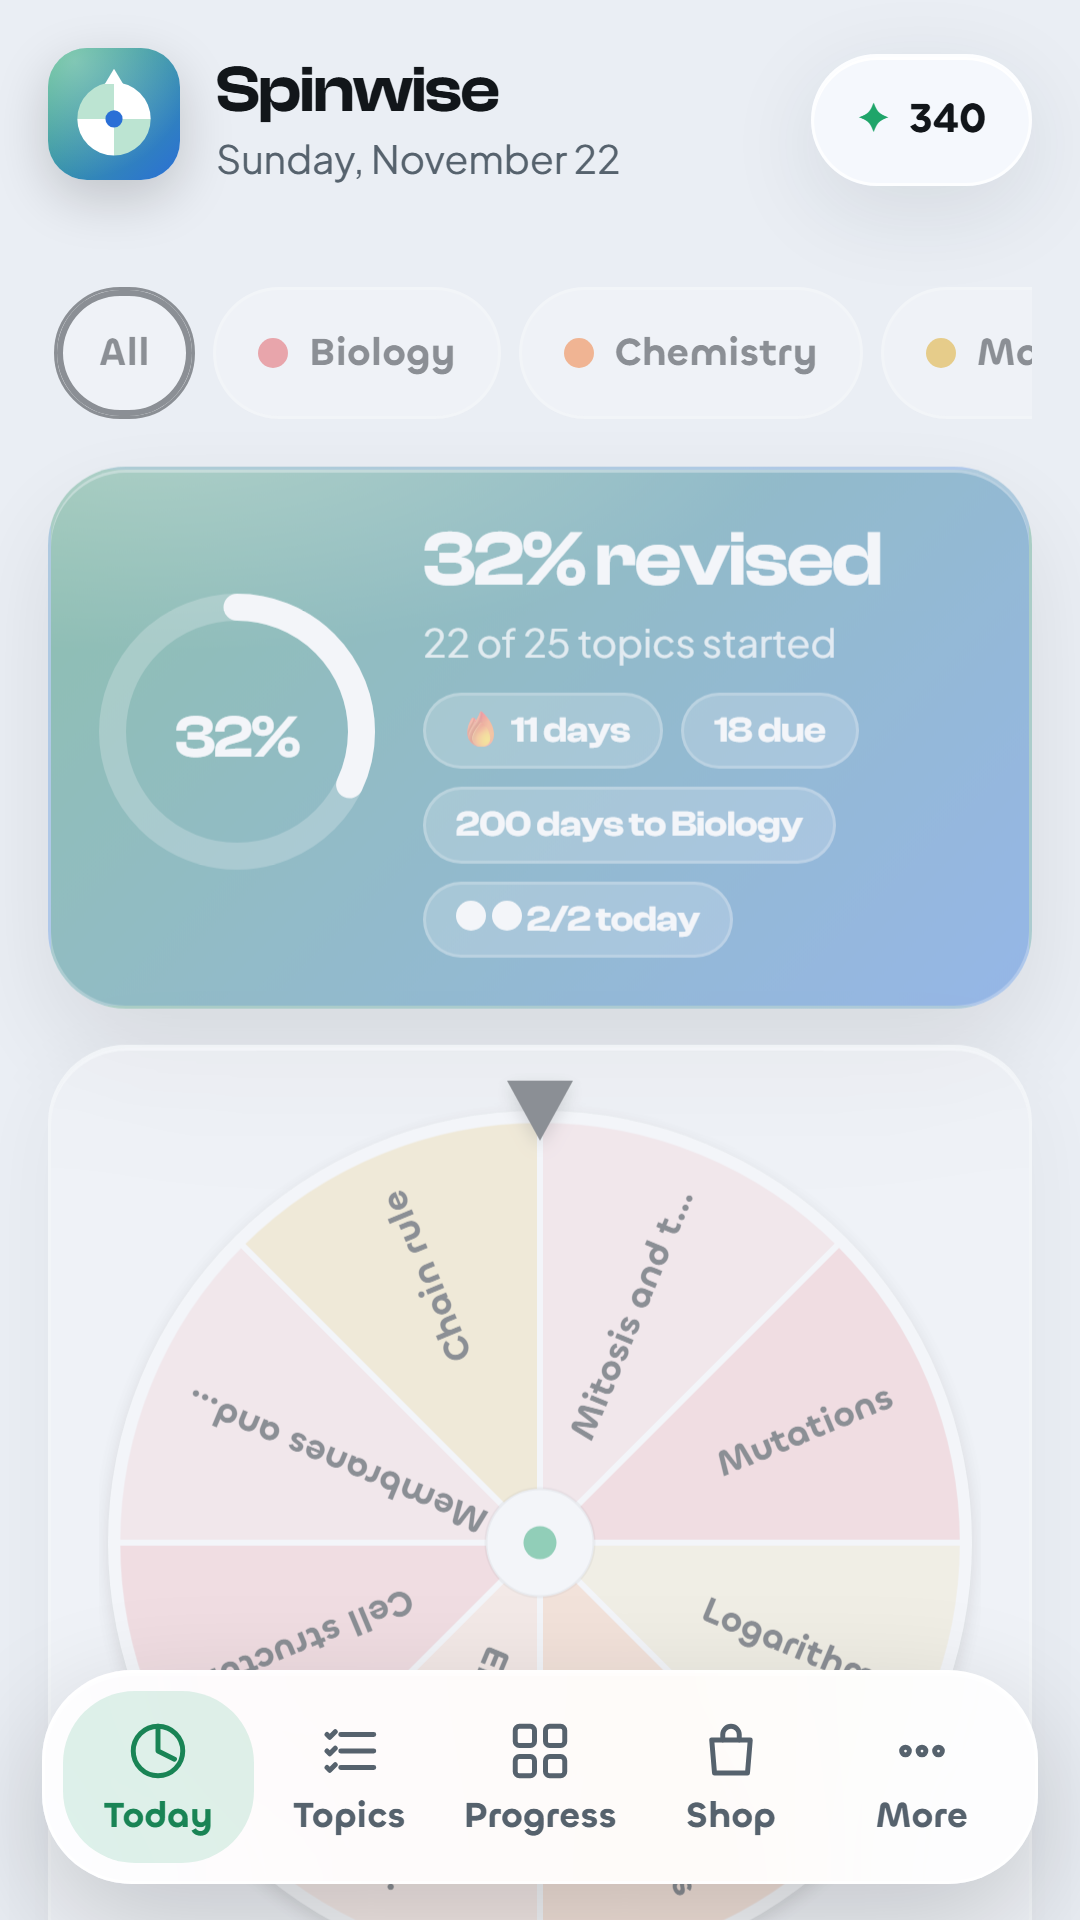 Spinwise
Sunday, November 22
340
All
Biology
Chemistry
32% revised
22 of 25 topics started
32%
11 days
18 due
200 days to Biology
2/2 today
Chain rule
Mitosis and t...
Membranes and...
Mutations
Cell structu
Logarithm
Today
Topics
Progress
Shop
More